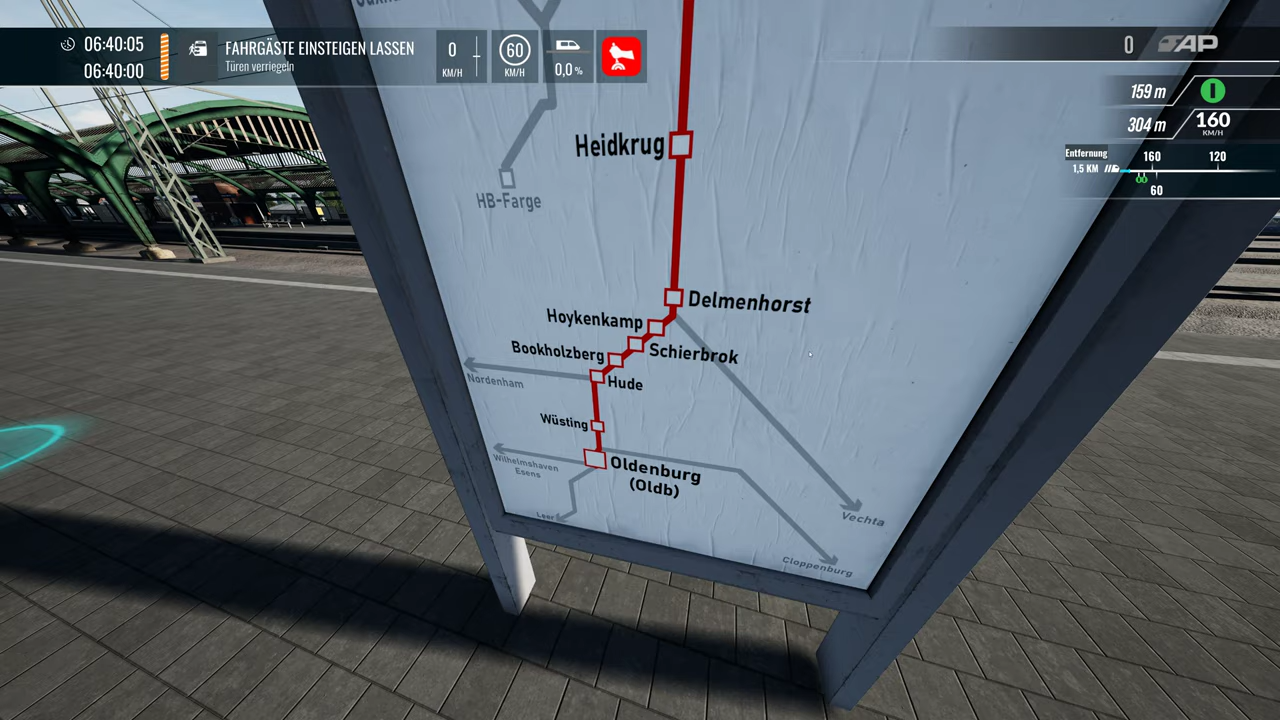 06:40:05
06:40:00
FAHRGÄSTE EINSTEIGEN LASSEN
Türen verriegeln
0
KM/H
60
KM/H
0,0 %
0
AP
159 m
304 m
160
KM/H
Entfernung
1,5 KM
160
120
60
Heidkrug
HB-Farge
Delmenhorst
Hoykenkamp
Schierbrok
Bookholzberg
Nordenham
Hude
Wüsting
Wilhelmshaven
Esens
Oldenburg
(Oldb)
Leer
Vechta
Cloppenburg